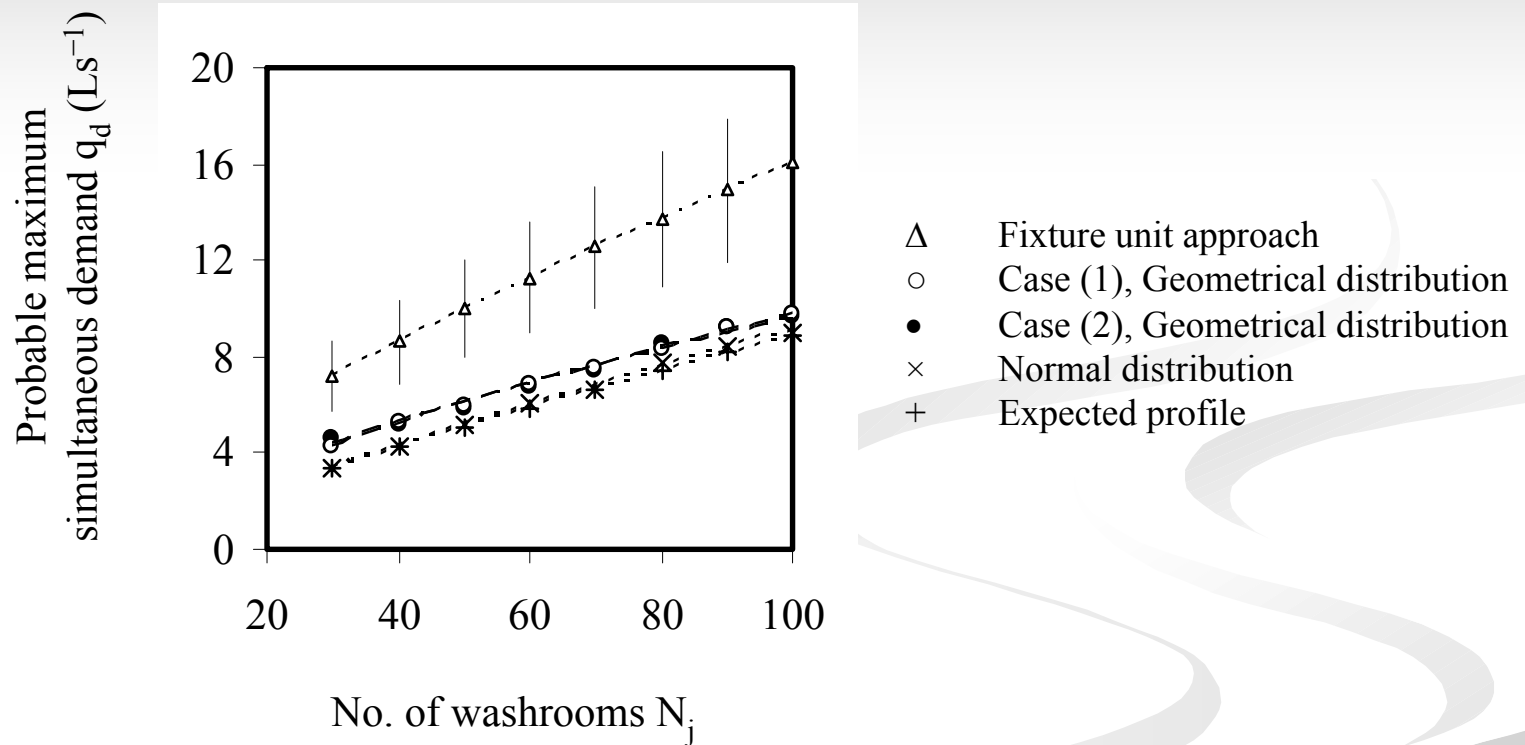 Probable maximum
simultaneous demand q_d (Ls⁻¹)
20
16
12
8
4
0
20 40 60 80 100
No. of washrooms N_j
Δ Fixture unit approach
○ Case (1), Geometrical distribution
● Case (2), Geometrical distribution
× Normal distribution
+ Expected profile